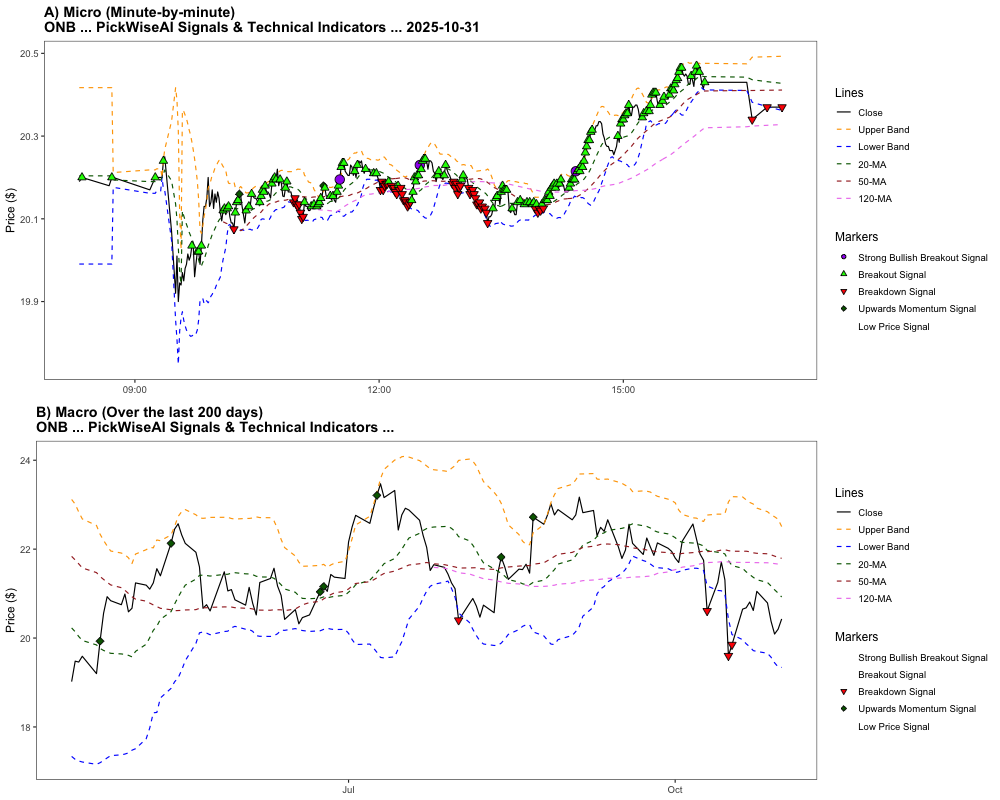 A) Micro (Minute-by-minute)
ONB ... PickWiseAI Signals & Technical Indicators ... 2025-10-31
20.5
20.3
20.1
19.9
Price ($)
09:00
12:00
15:00
Lines
Close
Upper Band
Lower Band
20-MA
50-MA
120-MA
Markers
Strong Bullish Breakout Signal
Breakout Signal
Breakdown Signal
Upwards Momentum Signal
Low Price Signal
B) Macro (Over the last 200 days)
ONB ... PickWiseAI Signals & Technical Indicators ...
24
22
20
18
Price ($)
Jul
Oct
Lines
Close
Upper Band
Lower Band
20-MA
50-MA
120-MA
Markers
Strong Bullish Breakout Signal
Breakout Signal
Breakdown Signal
Upwards Momentum Signal
Low Price Signal